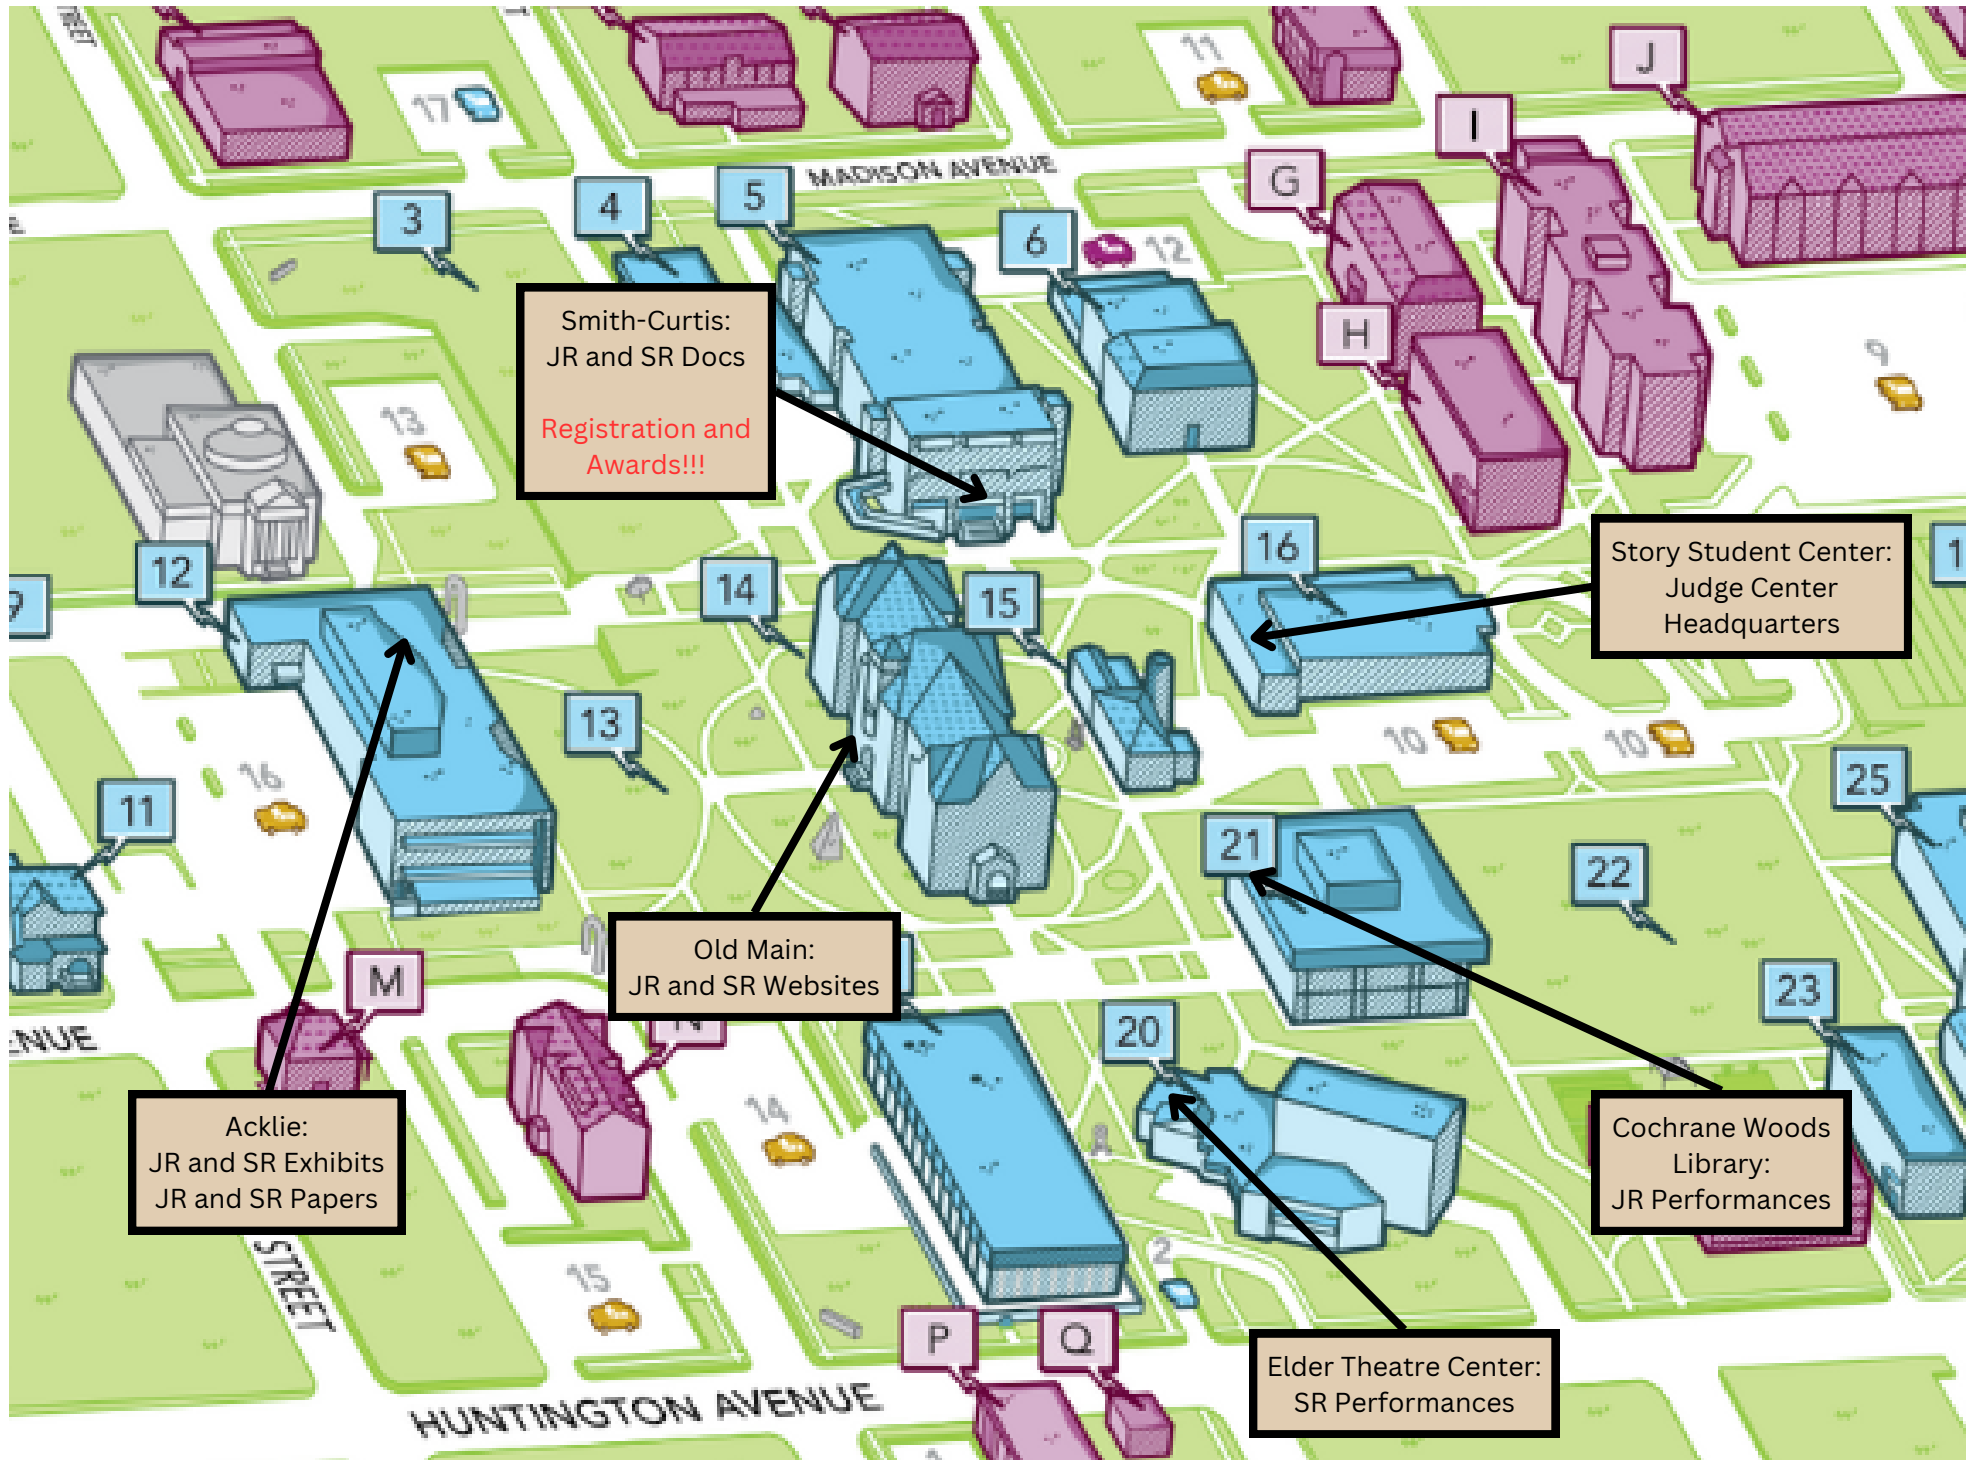 STREET
17
11
J
I
MADISON AVENUE
G
3
4
5
6
12
H
9
13
Smith-Curtis:
JR and SR Docs
Registration and
Awards!!!
12
14
15
16
Story Student Center:
Judge Center
Headquarters
13
10
10
16
11
25
21
22
Old Main:
JR and SR Websites
M
23
20
ENUE
14
Acklie:
JR and SR Exhibits
JR and SR Papers
Cochrane Woods
Library:
JR Performances
STREET
15
2
P
Q
Elder Theatre Center:
SR Performances
HUNTINGTON AVENUE